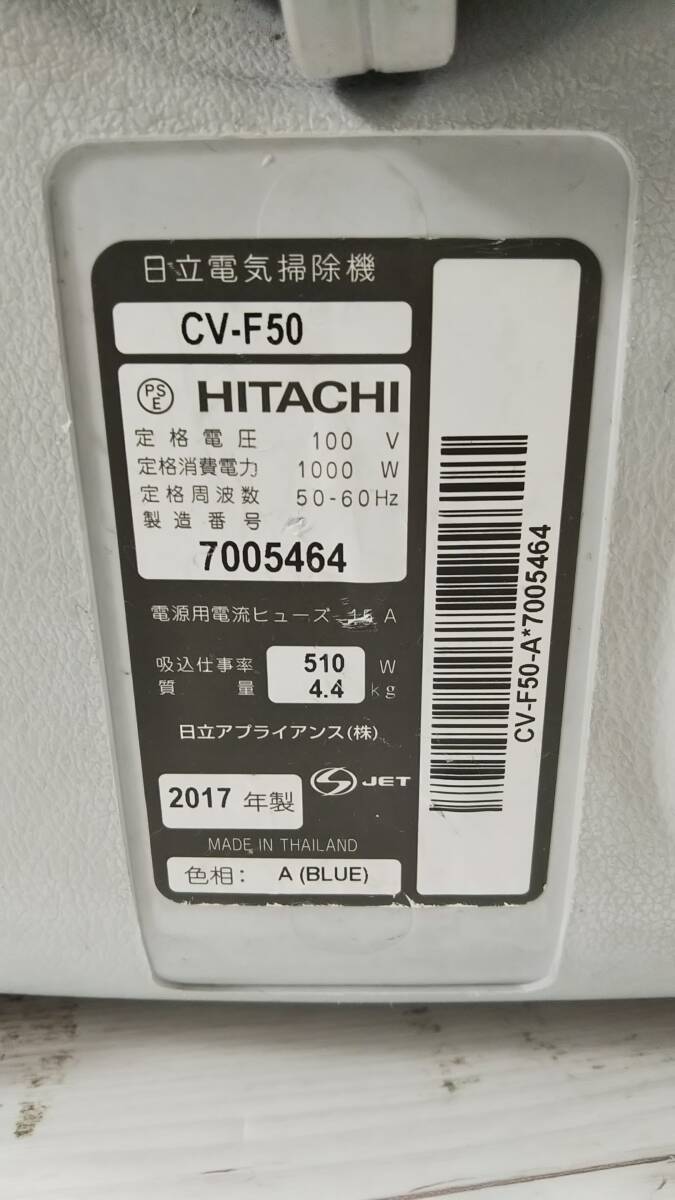 日立電気掃除機
CV-F50
PSE HITACHI
定格電圧 100 V
定格消費電力 1000 W
定格周波数 50-60Hz
製造番号
7005464
電源用電流ヒューズ 15 A
吸込仕事率 510 W
質量 4.4 kg
日立アプライアンス(株)
2017 年製
S JET
MADE IN THAILAND
色相: A (BLUE)
CV-F50-A*7005464